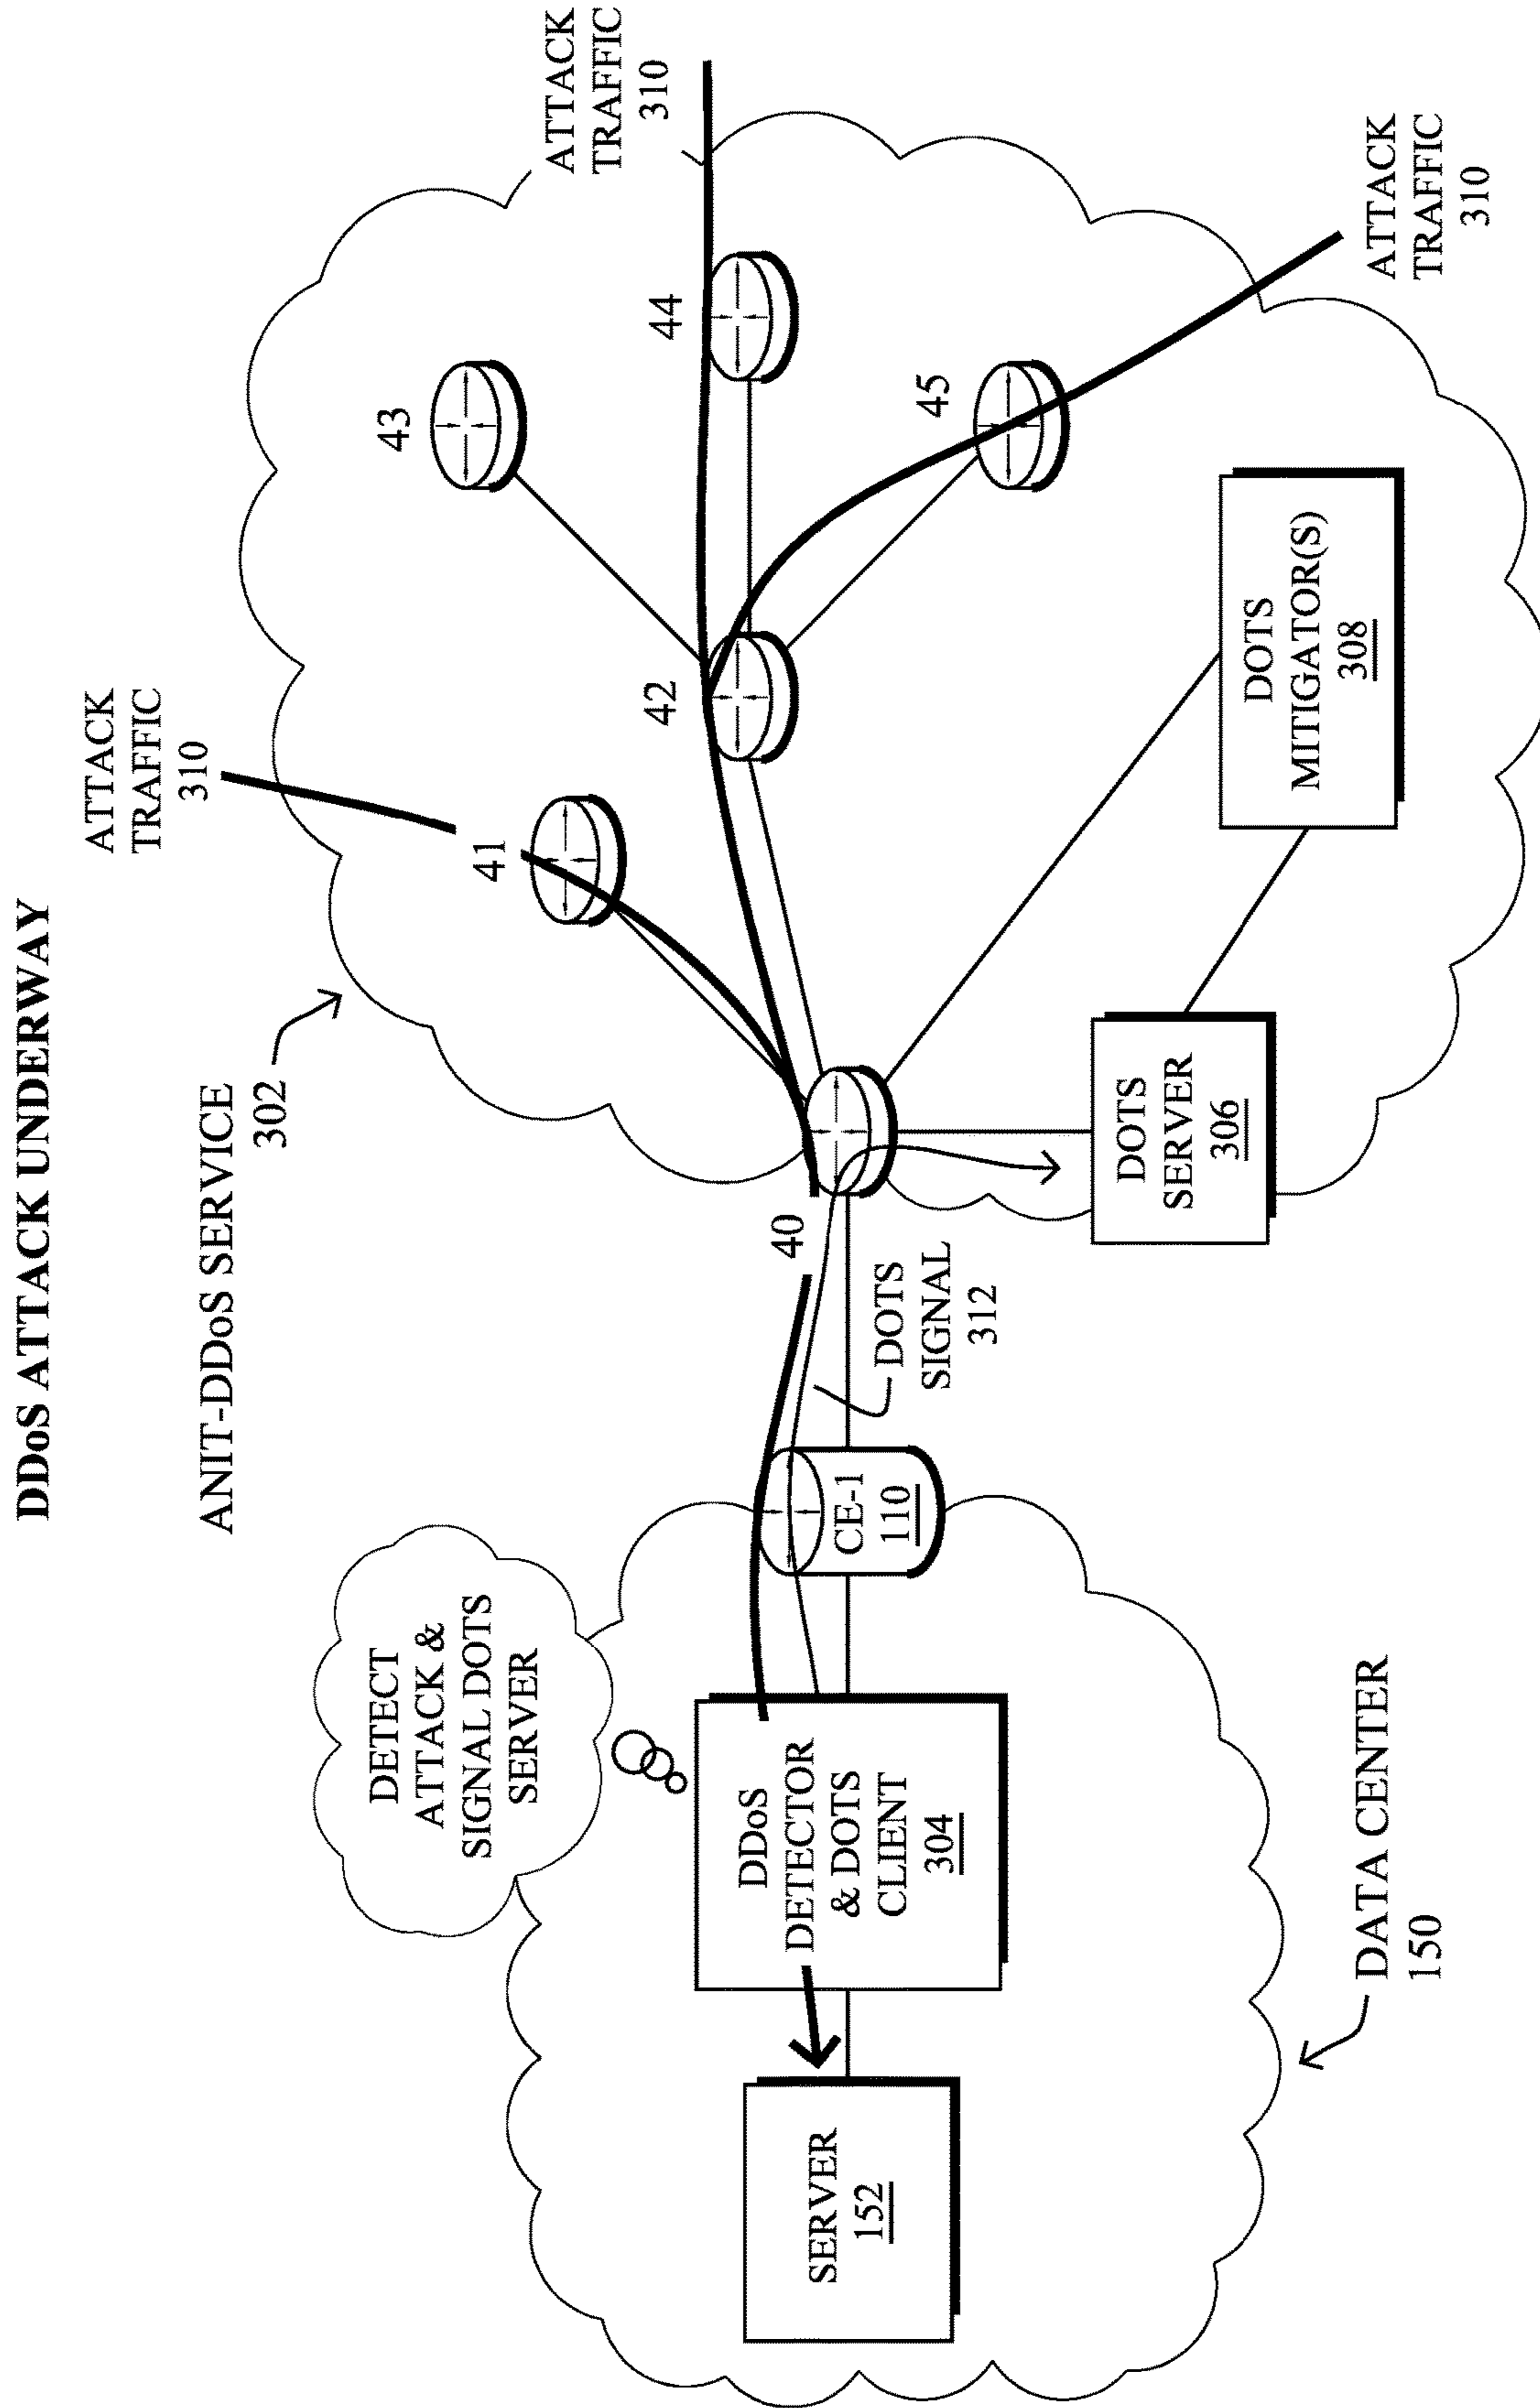 DDoS ATTACK UNDERWAY
ANIT-DDoS SERVICE
302
ATTACK
TRAFFIC
310
ATTACK
TRAFFIC
310
ATTACK
TRAFFIC
310
DETECT
ATTACK &
SIGNAL DOTS
SERVER
41
43
42
44
45
40
SERVER
152
DDoS
DETECTOR
& DOTS
CLIENT
304
CE-1
110
DOTS
SIGNAL
312
DOTS
SERVER
306
DOTS
MITIGATOR(S)
308
DATA CENTER
150